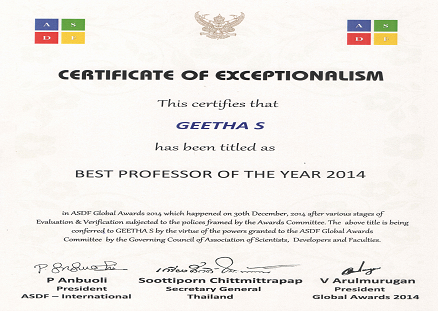 A S
D F
A S
D F
CERTIFICATE OF EXCEPTIONALISM
This certifies that
GEETHA S
has been titled as
BEST PROFESSOR OF THE YEAR 2014
in ASDF Global Awards 2014 which happened on 30th December, 2014 after various stages of
Evaluation & Verification subjected to the polices framed by the Awards Committee. The above title is being
conferred to GEETHA S by the virtue of the powers granted to the ASDF Global Awards
Committee by the Governing Council of Association of Scientists, Developers and Faculties.
P Anbuoli
President
ASDF – International
Soottiporn Chittmittrapap
Secretary General
Thailand
V Arulmurugan
President
Global Awards 2014